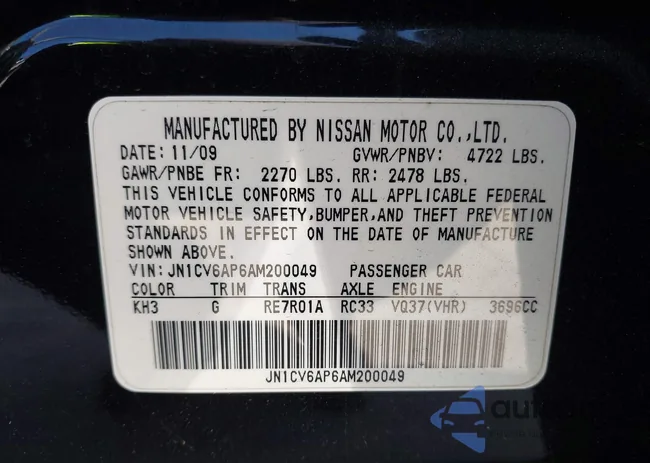 MANUFACTURED BY NISSAN MOTOR CO.,LTD.
DATE: 11/09 GVWR/PNBV: 4722 LBS.
GAWR/PNBE FR: 2270 LBS. RR: 2478 LBS.
THIS VEHICLE CONFORMS TO ALL APPLICABLE FEDERAL
MOTOR VEHICLE SAFETY,BUMPER,AND THEFT PREVENTION
STANDARDS IN EFFECT ON THE DATE OF MANUFACTURE
SHOWN ABOVE.
VIN: JN1CV6AP6AM200049 PASSENGER CAR
COLOR TRIM TRANS AXLE ENGINE
KH3 G RE7R01A RC33 VQ37(VHR) 3696CC
JN1CV6AP6AM200049